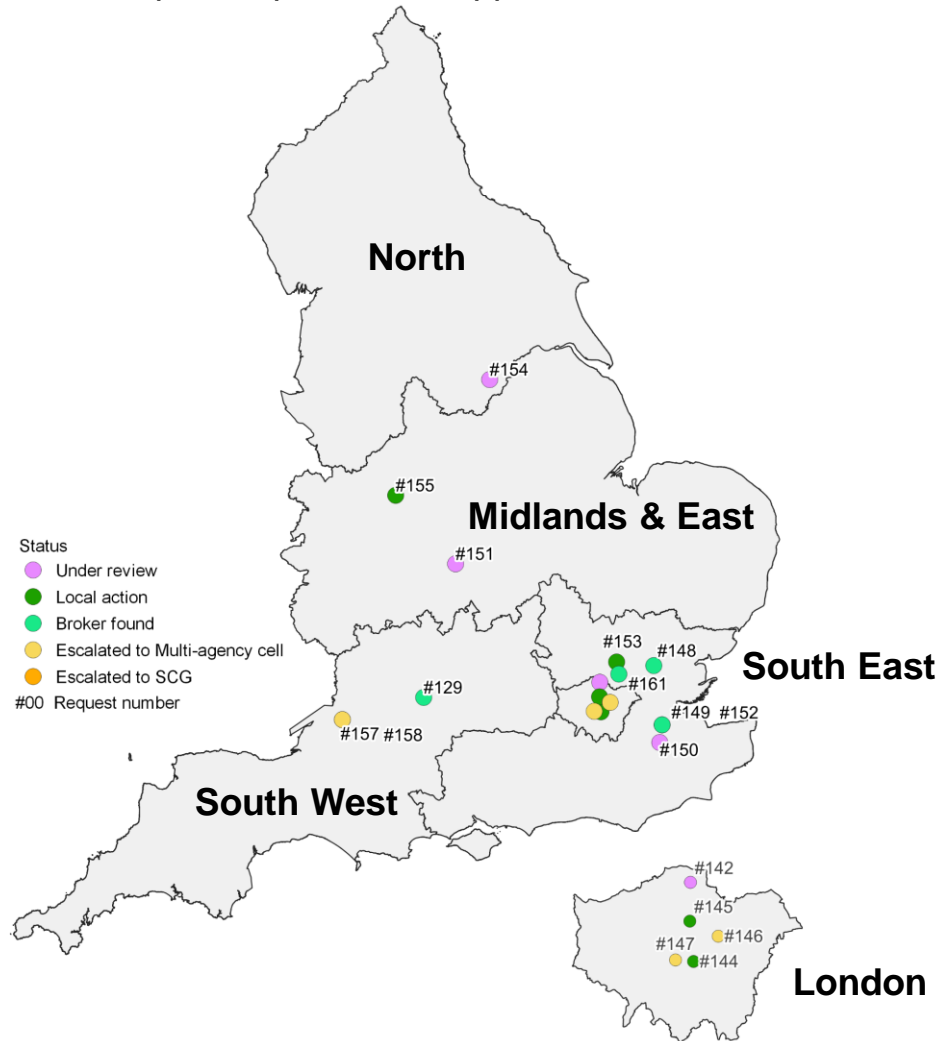 North
#154
#155
Midlands & East
#151
Status
Under review
Local action
Broker found
Escalated to Multi-agency cell
Escalated to SCG
#00 Request number
#153
#148
South East
#161
#129
#149 #152
#157 #158
#150
South West
#142
#145
#146
#147
#144
London